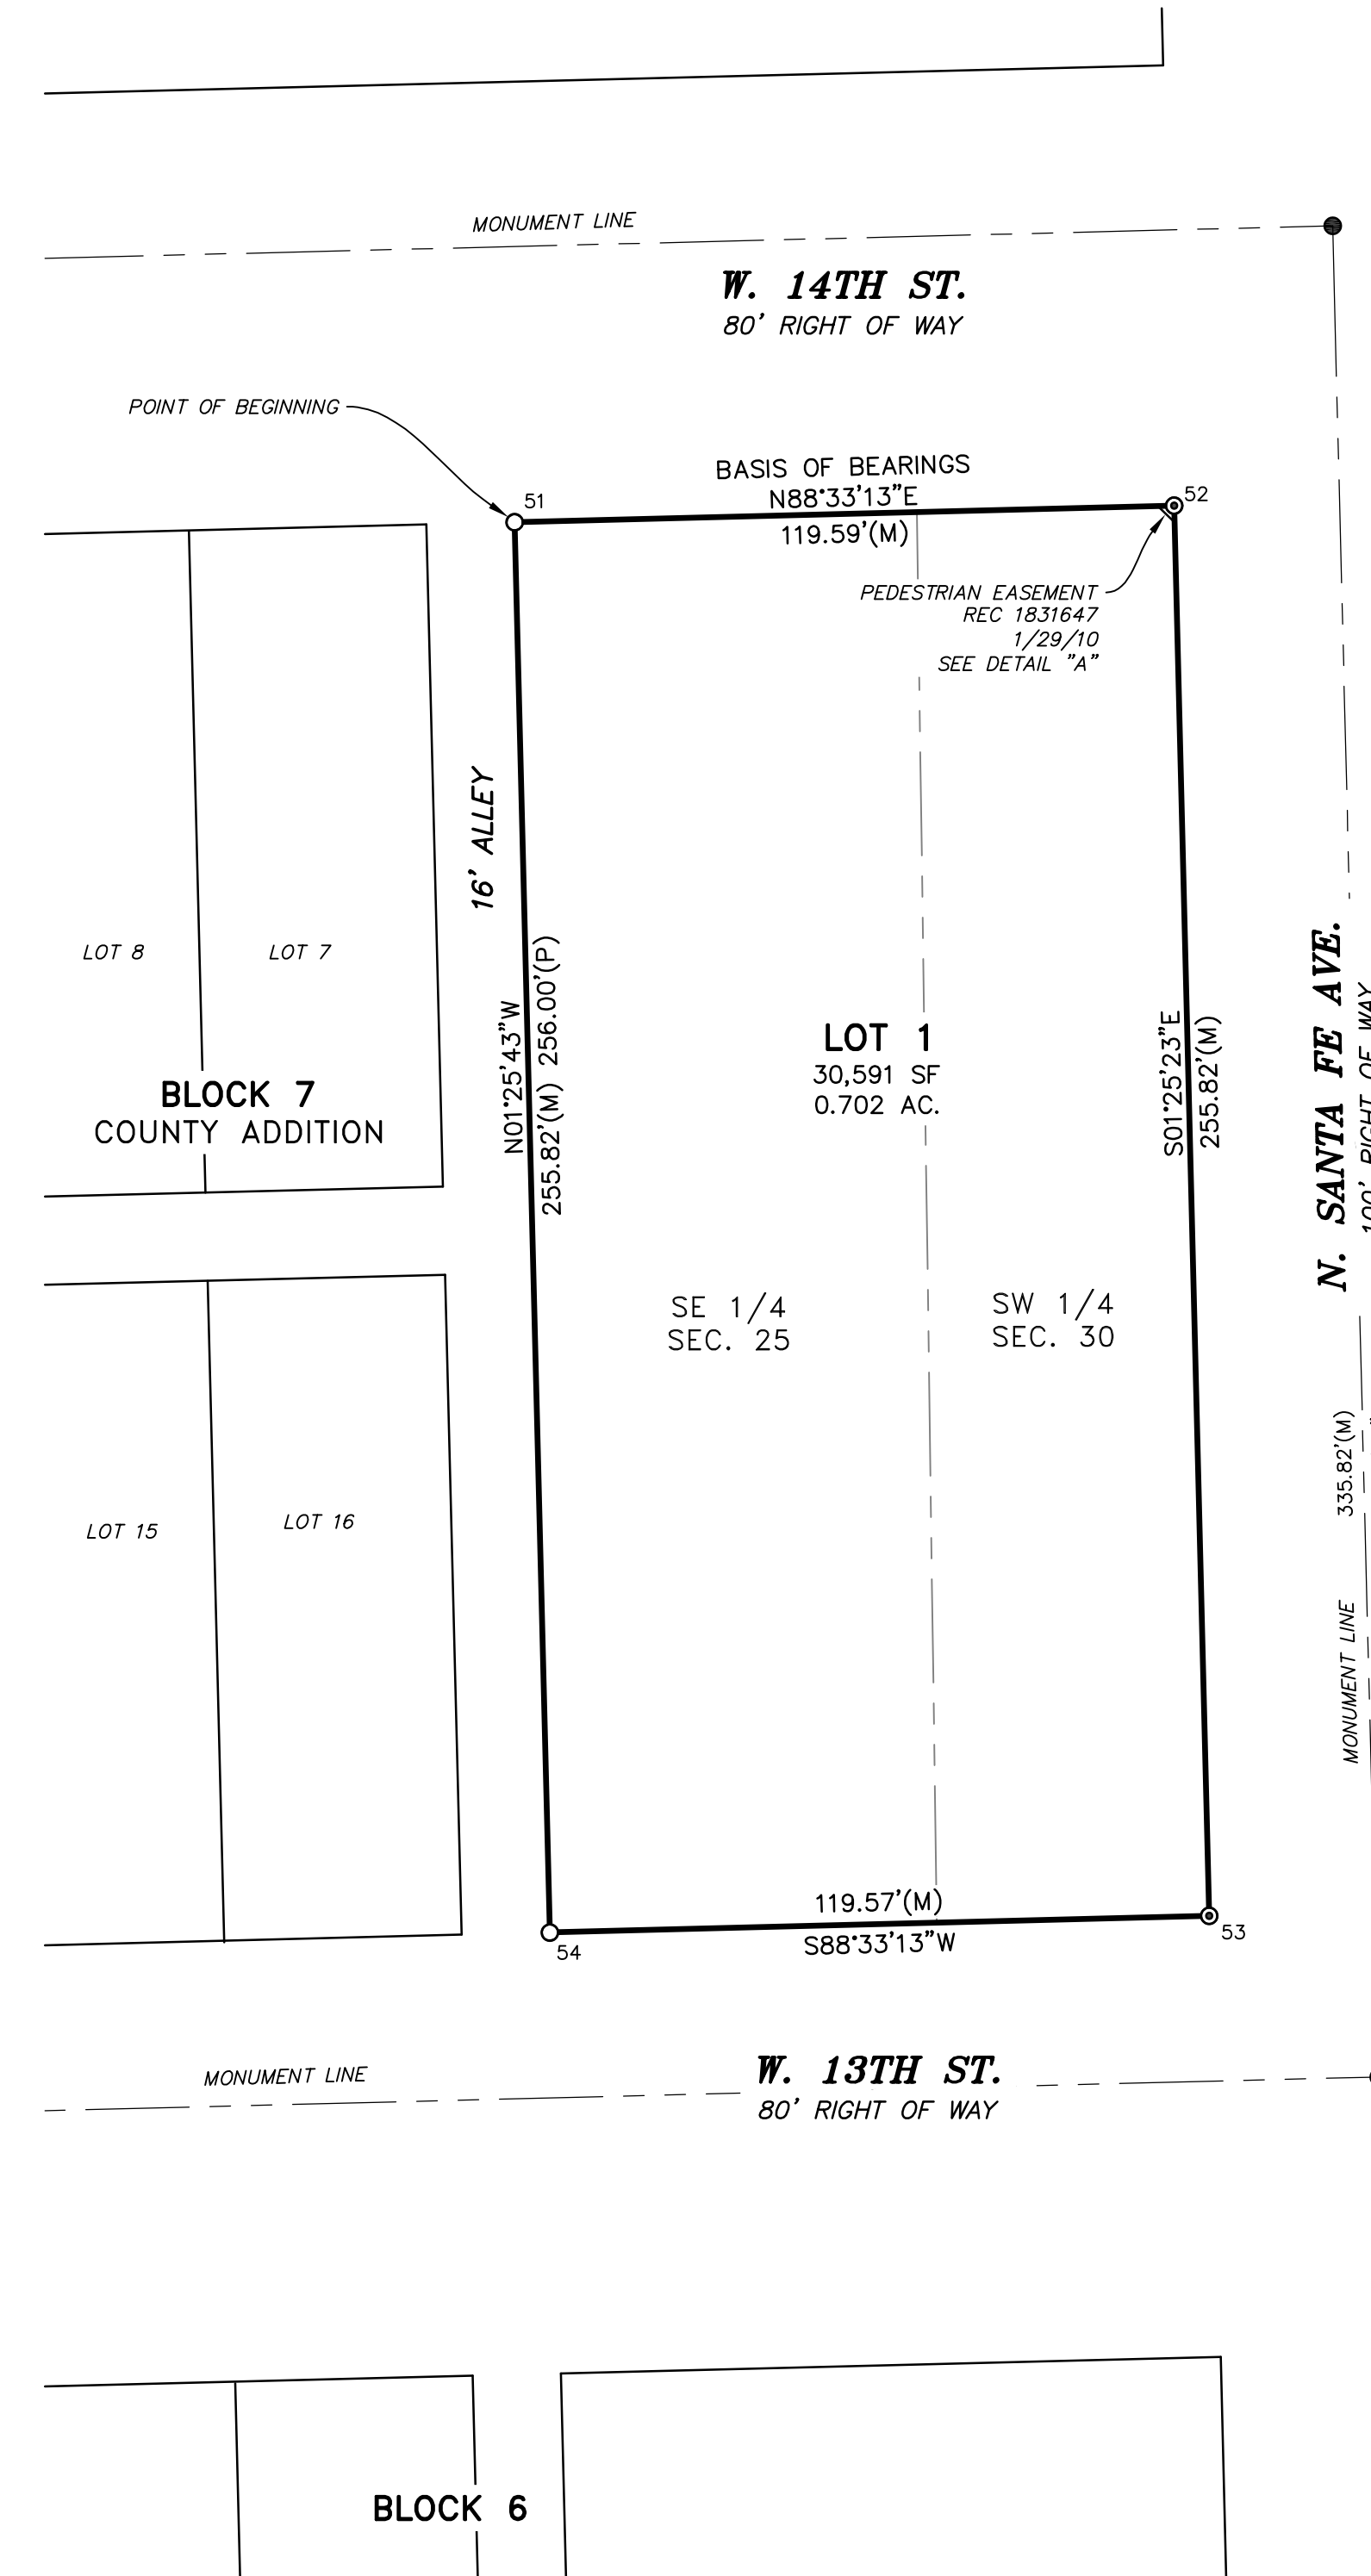 MONUMENT LINE
W. 14TH ST.
80' RIGHT OF WAY
POINT OF BEGINNING
BASIS OF BEARINGS
N88°33'13"E
119.59'(M)
51
52
PEDESTRIAN EASEMENT
REC 1831647
1/29/10
SEE DETAIL "A"
16' ALLEY
LOT 8
LOT 7
N01°25'43"W
255.82'(M) 256.00'(P)
LOT 1
30,591 SF
0.702 AC.
S01°25'23"E
255.82'(M)
N. SANTA FE AVE.
100' RIGHT OF WAY
BLOCK 7
COUNTY ADDITION
SE 1/4
SEC. 25
SW 1/4
SEC. 30
LOT 15
LOT 16
335.82'(M)
MONUMENT LINE
119.57'(M)
S88°33'13"W
53
54
MONUMENT LINE
W. 13TH ST.
80' RIGHT OF WAY
BLOCK 6